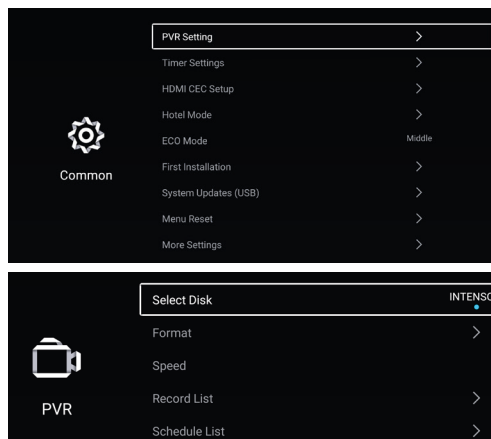 PVR Setting
Timer Settings
HDMI CEC Setup
Hotel Mode
ECO Mode Middle
First Installation
System Updates (USB)
Menu Reset
More Settings
Common
Select Disk INTENSO
Format
Speed
Record List
Schedule List
PVR